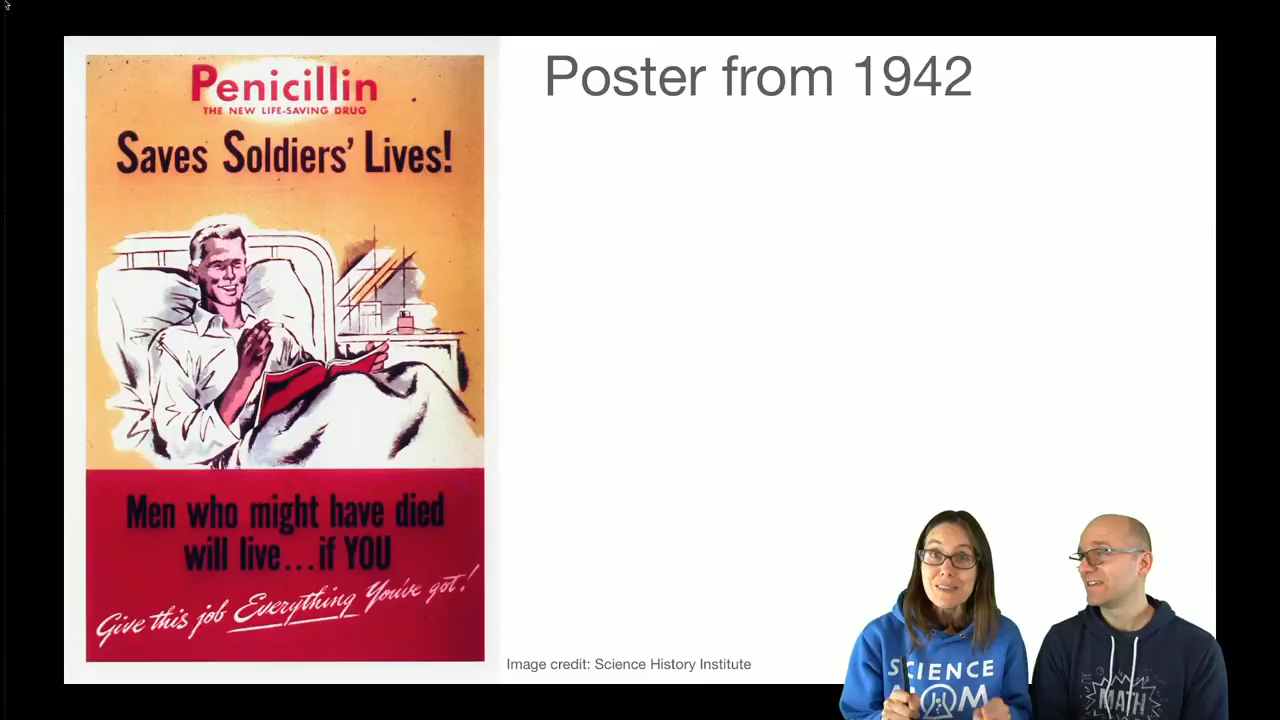 Poster from 1942
Penicillin
THE NEW LIFE-SAVING DRUG
Saves Soldiers' Lives!
Men who might have died
will live...if YOU
Give this job Everything You've got!
Image credit: Science History Institute
SCIENCE
MOM
MATH